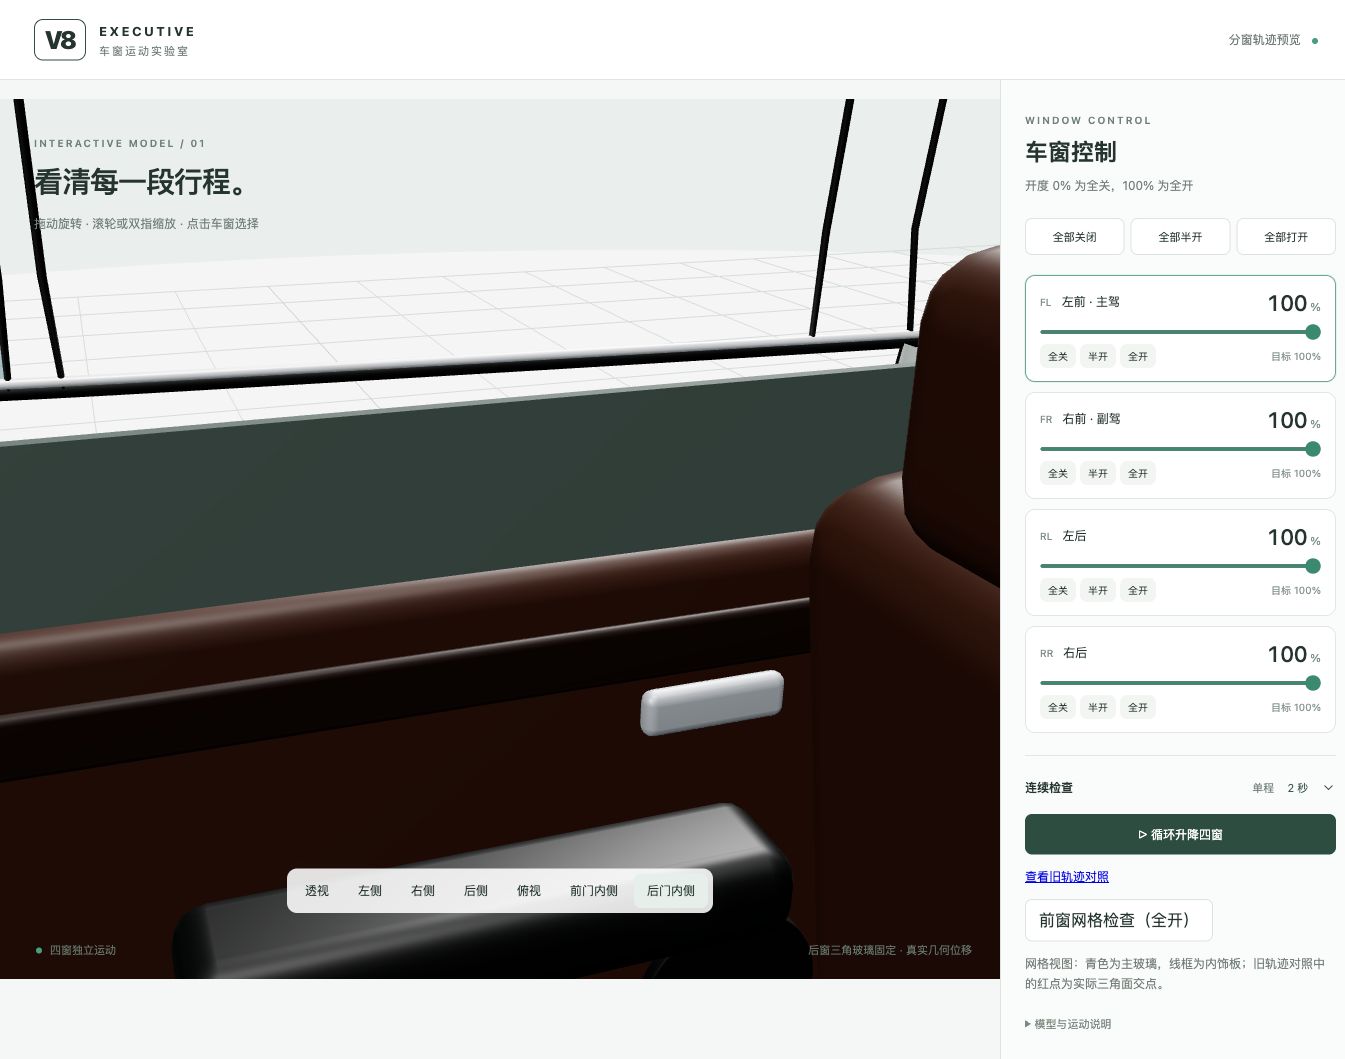 V8
EXECUTIVE
车窗运动实验室
分窗轨迹预览
INTERACTIVE MODEL / 01
看清每一段行程。
拖动旋转 · 滚轮或双指缩放 · 点击车窗选择
透视 左侧 右侧 后侧 俯视 前门内侧 后门内侧
四窗独立运动
后窗三角玻璃固定 · 真实几何位移
WINDOW CONTROL
车窗控制
开度 0% 为全关，100% 为全开
全部关闭 全部半开 全部打开
FL 左前 · 主驾 100 %
全关 半开 全开 目标 100%
FR 右前 · 副驾 100 %
全关 半开 全开 目标 100%
RL 左后 100 %
全关 半开 全开 目标 100%
RR 右后 100 %
全关 半开 全开 目标 100%
连续检查 单程 2 秒
▷ 循环升降四窗
查看旧轨迹对照
前窗网格检查（全开）
网格视图：青色为主玻璃，线框为内饰板；旧轨迹对照中
的红点为实际三角面交点。
模型与运动说明